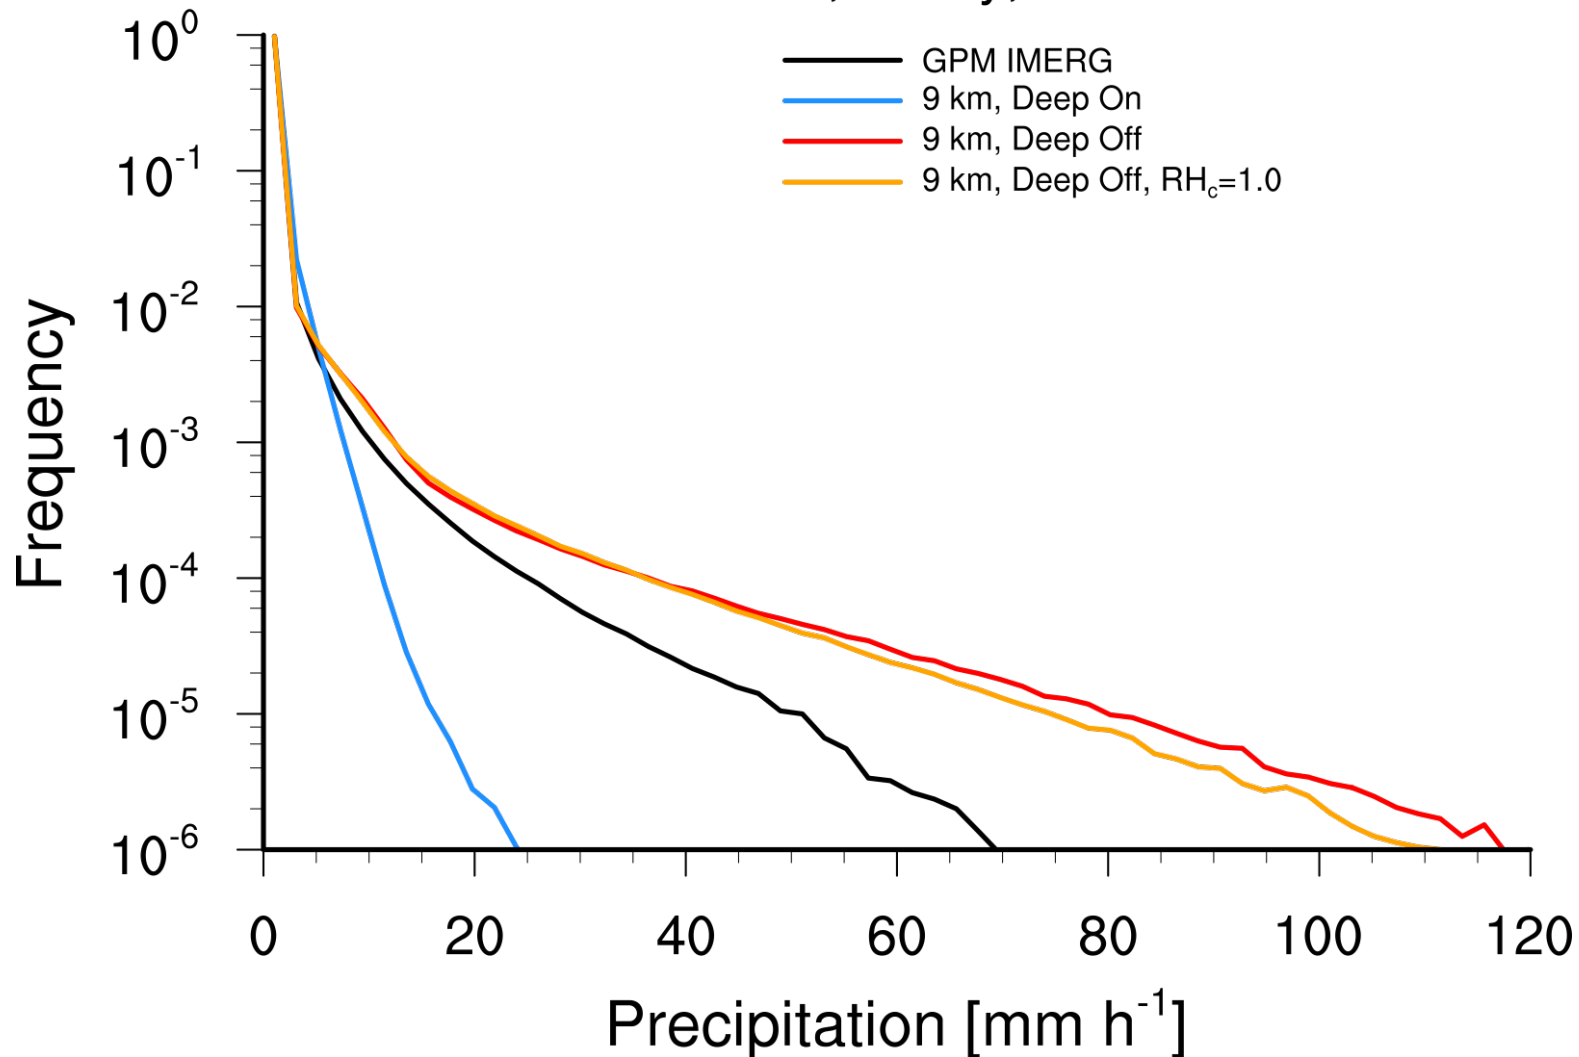 GPM IMERG
9 km, Deep On
9 km, Deep Off
9 km, Deep Off, RHc=1.0
Frequency
10^0
10^-1
10^-2
10^-3
10^-4
10^-5
10^-6
0 20 40 60 80 100 120
Precipitation [mm h^-1]